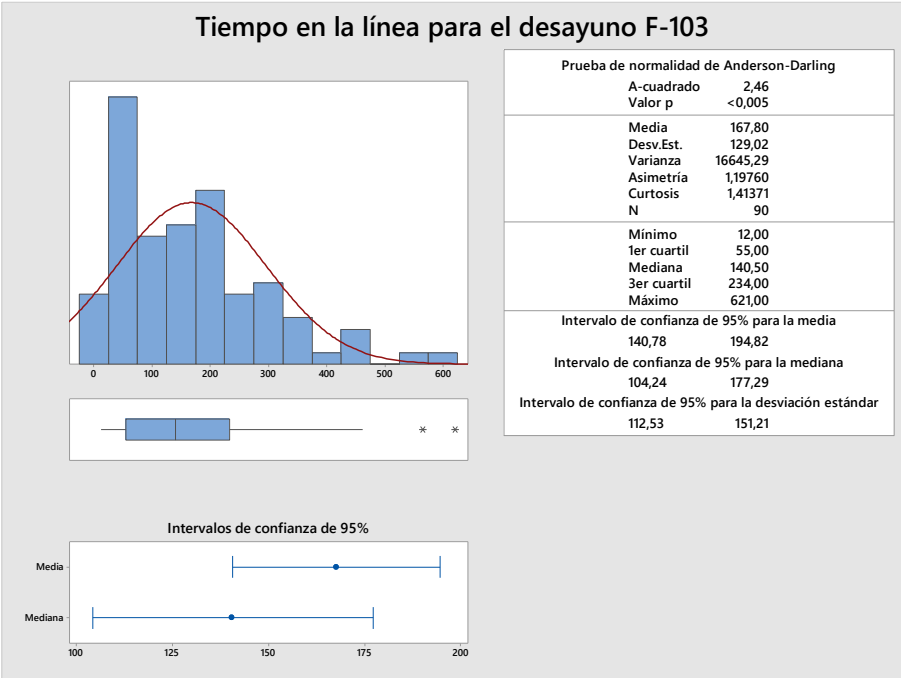 Tiempo en la línea para el desayuno F-103
Prueba de normalidad de Anderson-Darling
A-cuadrado 2,46
Valor p <0,005
Media 167,80
Desv.Est. 129,02
Varianza 16645,29
Asimetría 1,19760
Curtosis 1,41371
N 90
Mínimo 12,00
1er cuartil 55,00
Mediana 140,50
3er cuartil 234,00
Máximo 621,00
Intervalo de confianza de 95% para la media
140,78 194,82
Intervalo de confianza de 95% para la mediana
104,24 177,29
Intervalo de confianza de 95% para la desviación estándar
112,53 151,21
0 100 200 300 400 500 600
Intervalos de confianza de 95%
Media
Mediana
100 125 150 175 200